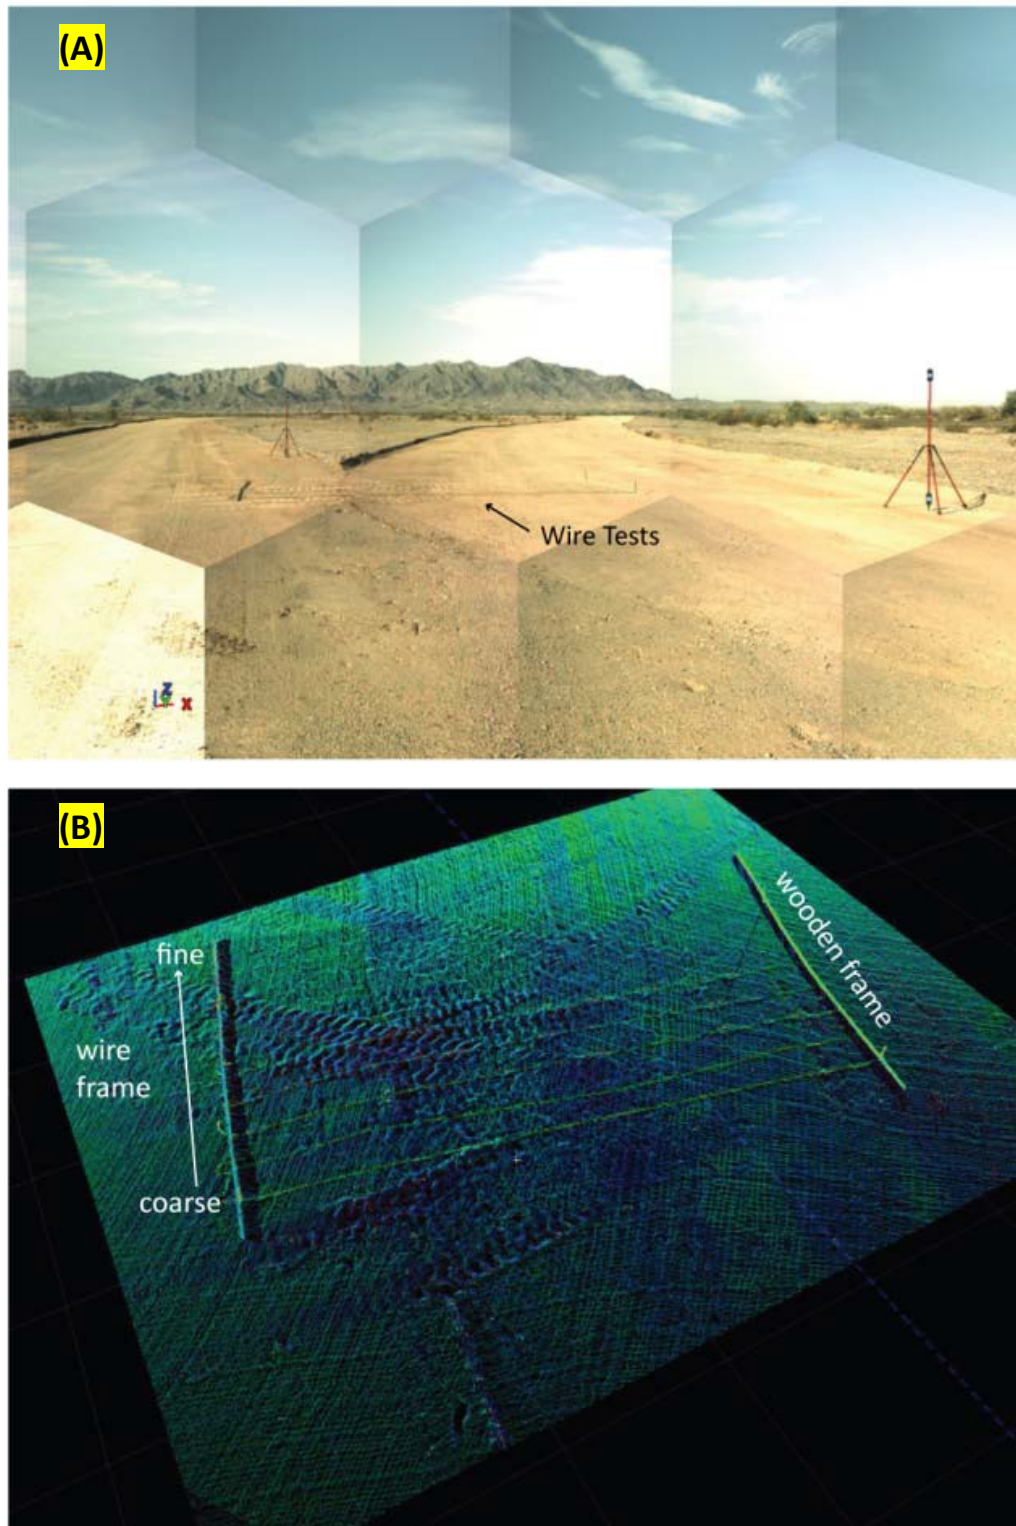 (A)
Wire Tests
Z
X
(B)
fine
wooden frame
wire
frame
coarse